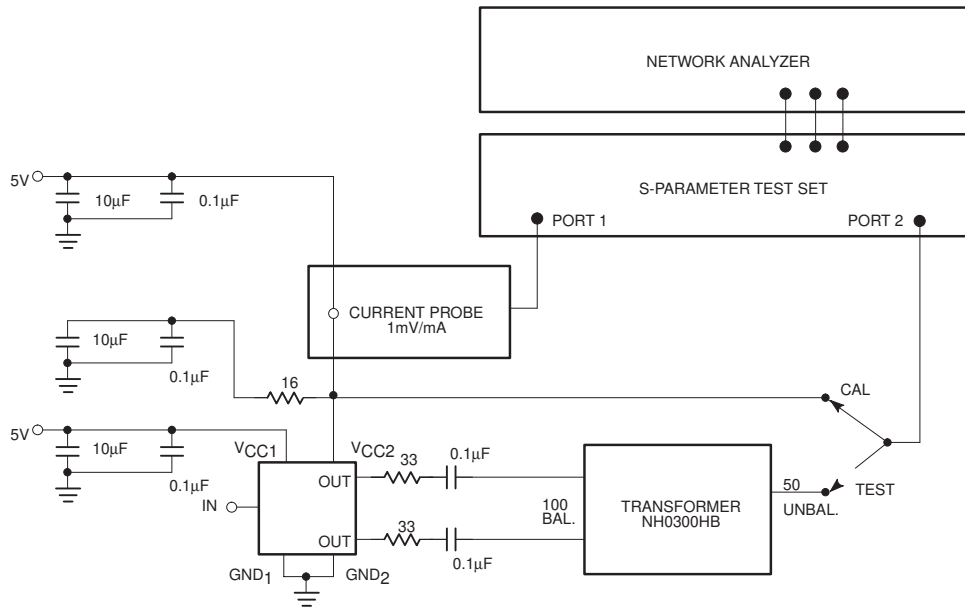 NETWORK ANALYZER
S-PARAMETER TEST SET
PORT 1
PORT 2
5V
10μF
0.1μF
CURRENT PROBE
1mV/mA
10μF
0.1μF
16
CAL
5V
10μF
0.1μF
VCC1
VCC2
33
0.1μF
OUT
IN
OUT
33
0.1μF
GND1
GND2
100
BAL.
TRANSFORMER
NH0300HB
50
UNBAL.
TEST